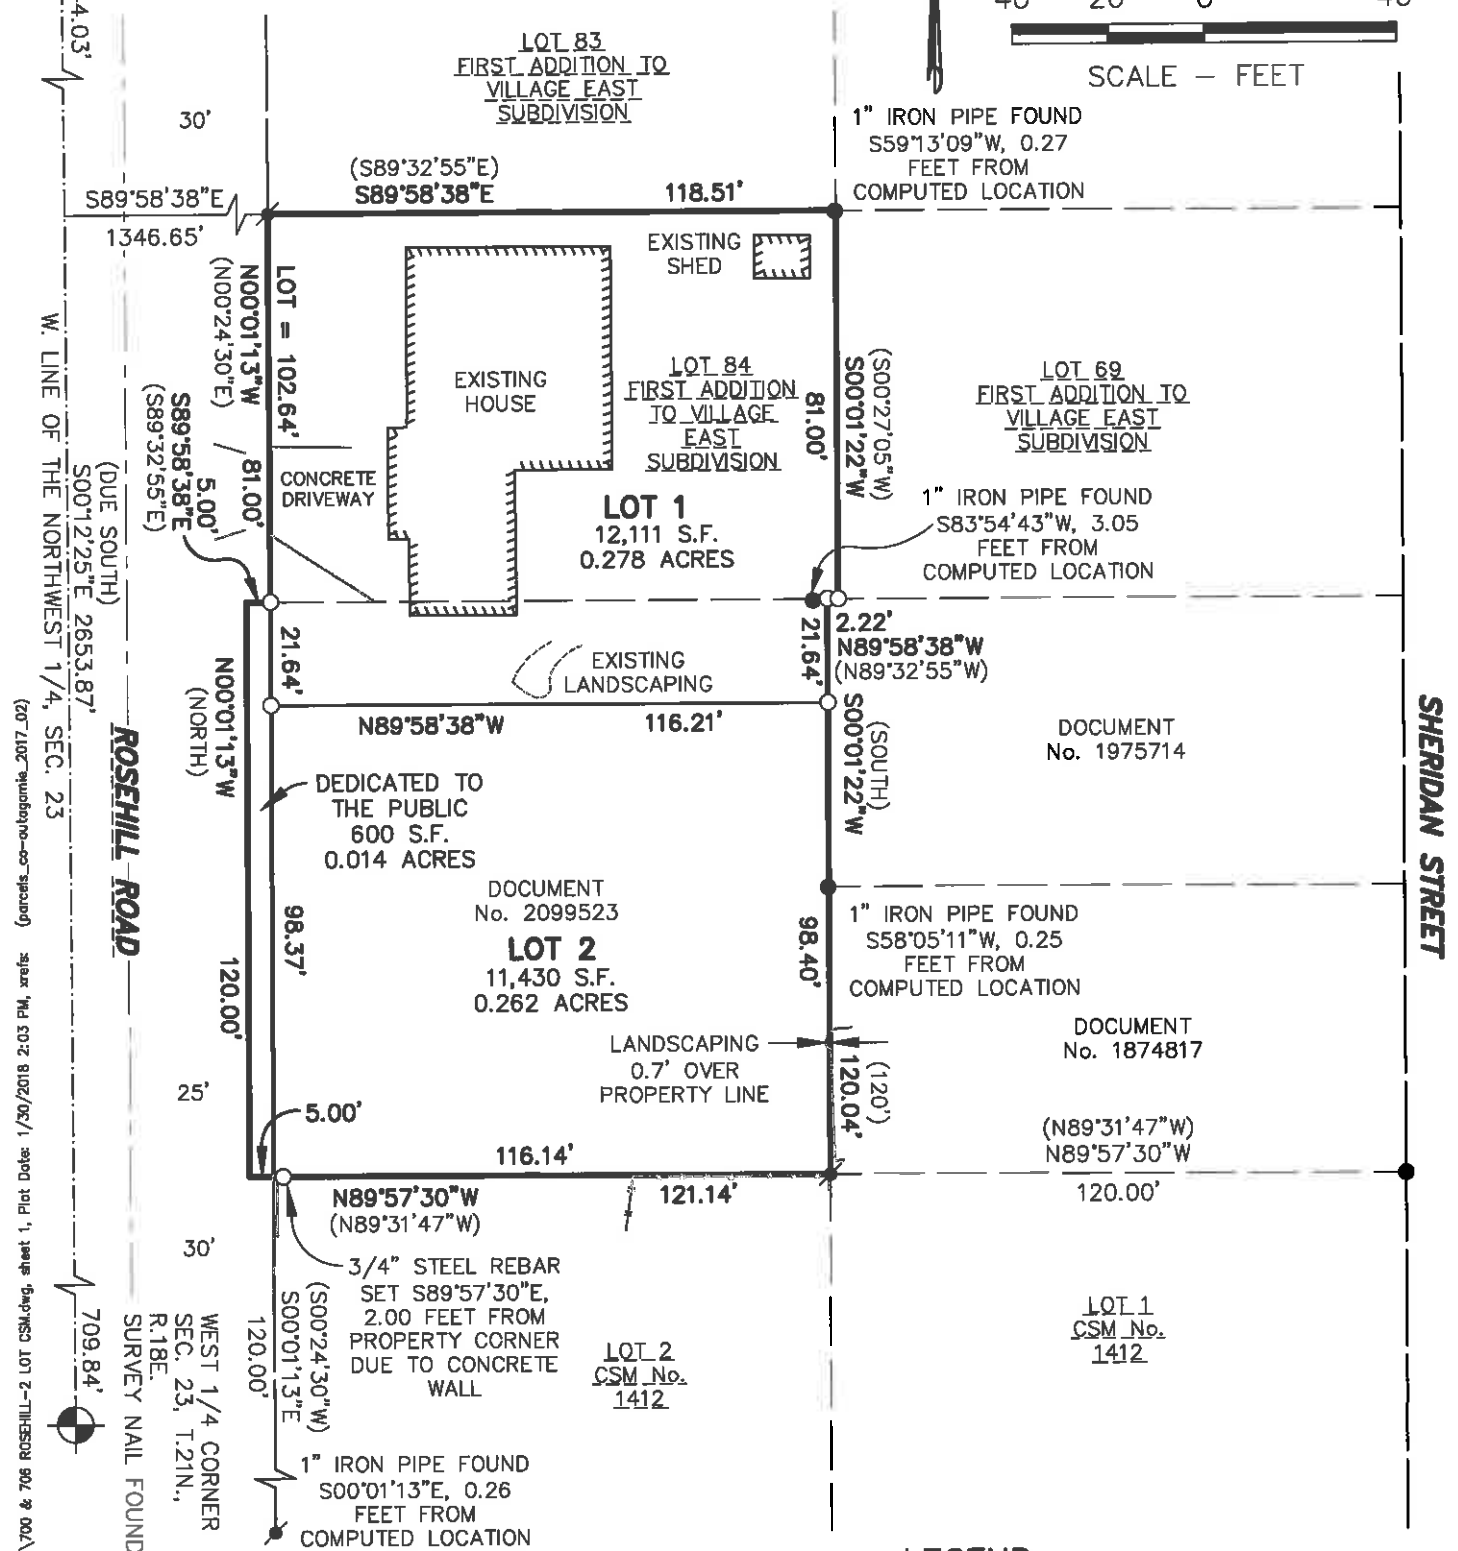 40 20 0 40
SCALE – FEET
4.03'
LOT 83
FIRST ADDITION TO
VILLAGE EAST
SUBDIVISION
30'
1" IRON PIPE FOUND
S59°13'09"W, 0.27
FEET FROM
COMPUTED LOCATION
(S89°32'55"E)
S89°58'38"E 118.51'
S89°58'38"E
1346.65'
EXISTING
SHED
LOT = 102.64'
N00°01'13"W
(N00°24'30"E)
81.00'
EXISTING
HOUSE
LOT 84
FIRST ADDITION
TO VILLAGE
EAST
SUBDIVISION
81.00'
(S00°27'05"W)
S00°01'22"W
LOT 69
FIRST ADDITION TO
VILLAGE EAST
SUBDIVISION
W. LINE OF THE NORTHWEST 1/4, SEC. 23
(DUE SOUTH)
S00°12'25"E 2653.87'
5.00'
S89°58'38"E
(S89°32'55"E)
CONCRETE
DRIVEWAY
LOT 1
12,111 S.F.
0.278 ACRES
1" IRON PIPE FOUND
S83°54'43"W, 3.05
FEET FROM
COMPUTED LOCATION
21.64'
21.64'
2.22'
N89°58'38"W
(N89°32'55"W)
EXISTING
LANDSCAPING
N89°58'38"W 116.21'
N00°01'13"W
(NORTH)
(SOUTH)
S00°01'22"W
DOCUMENT
No. 1975714
SHERIDAN STREET
ROSEHILL ROAD
DEDICATED TO
THE PUBLIC
600 S.F.
0.014 ACRES
DOCUMENT
No. 2099523
LOT 2
11,430 S.F.
0.262 ACRES
98.37'
120.00'
98.40'
1" IRON PIPE FOUND
S58°05'11"W, 0.25
FEET FROM
COMPUTED LOCATION
LANDSCAPING
0.7' OVER
PROPERTY LINE
(120')
120.04'
DOCUMENT
No. 1874817
25'
5.00'
116.14'
N89°57'30"W 121.14'
(N89°31'47"W)
(N89°31'47"W)
N89°57'30"W
120.00'
30'
3/4" STEEL REBAR
SET S89°57'30"E,
2.00 FEET FROM
PROPERTY CORNER
DUE TO CONCRETE
WALL
(S00°24'30"W)
S00°01'13"E
120.00'
LOT 2
CSM No.
1412
LOT 1
CSM No.
1412
709.84'
WEST 1/4 CORNER
SEC. 23, T.21N.,
R.18E.
SURVEY NAIL FOUND
1" IRON PIPE FOUND
S00°01'13"E, 0.26
FEET FROM
COMPUTED LOCATION
\700 & 706 ROSEHILL-2 LOT CSM.dwg, sheet 1, Plot Date: 1/30/2018 2:03 PM, xrefs: (parcels_co-outagamie_2017_02)
LEGEND